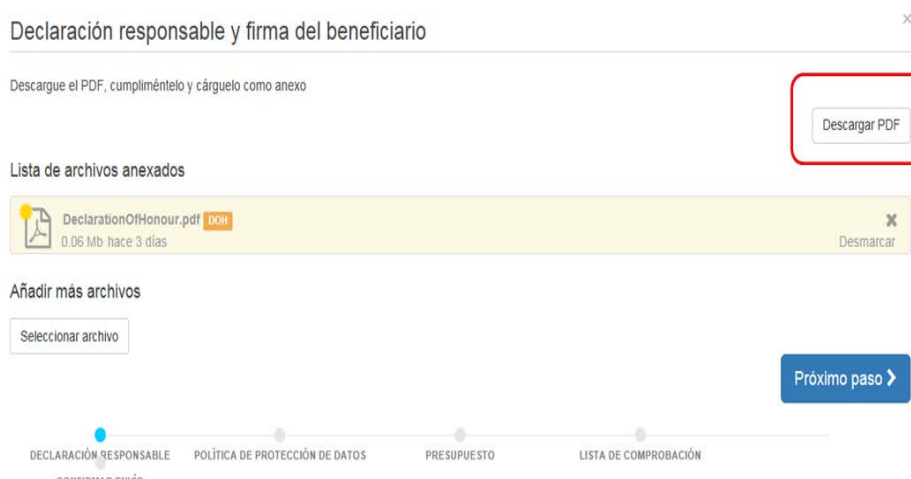 Declaración responsable y firma del beneficiario
Descargue el PDF, cumpliméntelo y cárguelo como anexo
Descargar PDF
Lista de archivos anexados
DeclarationOfHonour.pdf DOH
0.06 Mb hace 3 días
Desmarcar
Añadir más archivos
Seleccionar archivo
Próximo paso
DECLARACIÓN RESPONSABLE POLÍTICA DE PROTECCIÓN DE DATOS PRESUPUESTO LISTA DE COMPROBACIÓN